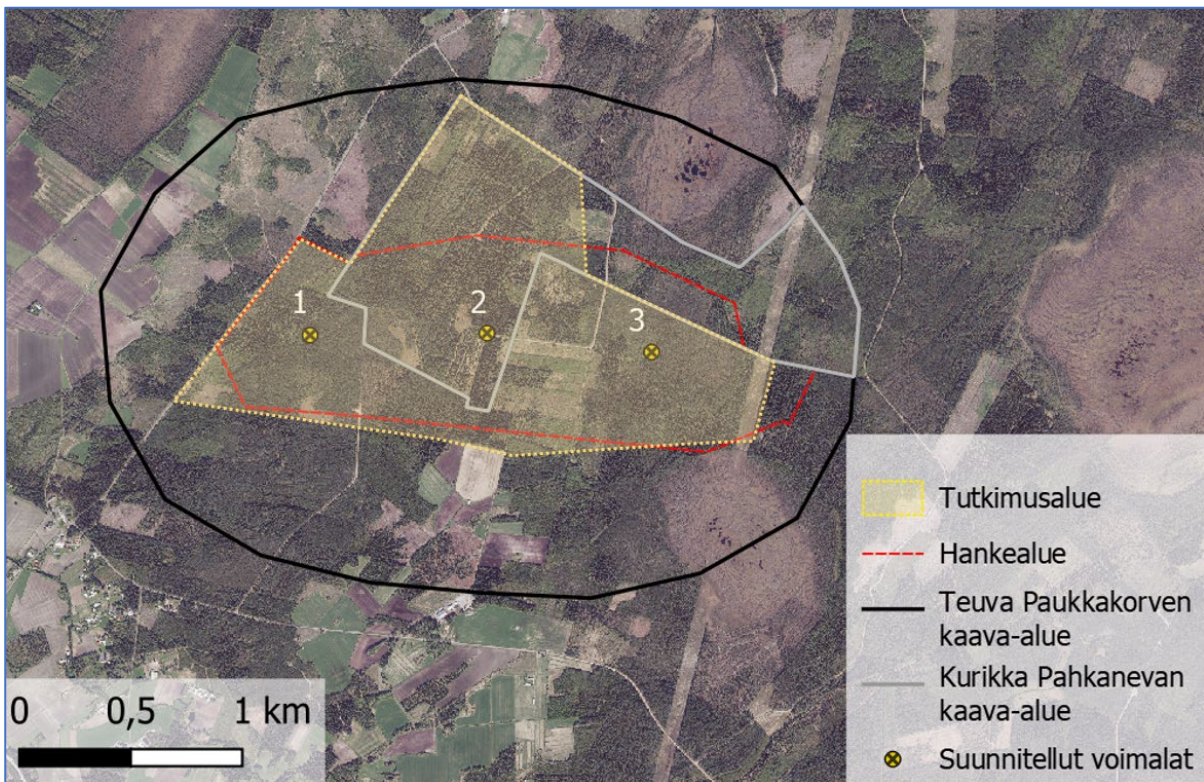 1
2
3
Tutkimusalue
Hankealue
Teuva Paukkakorven
kaava-alue
Kurikka Pahkanevan
kaava-alue
Suunnitellut voimalat
0 0,5 1 km